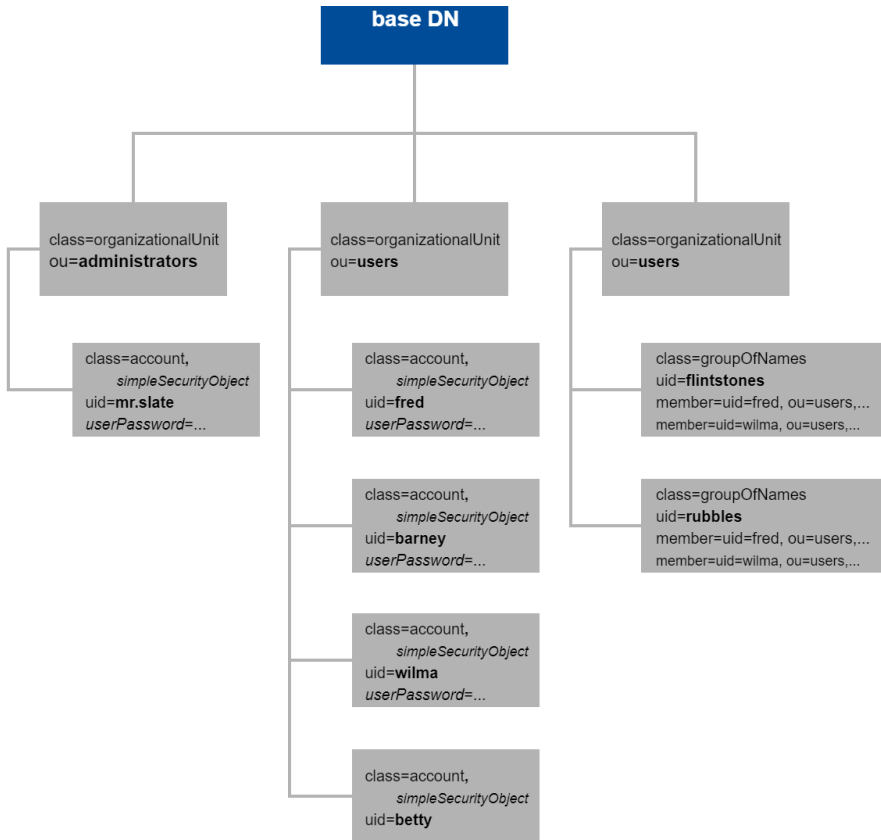 base DN
class=organizationalUnit
ou=administrators
class=account,
simpleSecurityObject
uid=mr.slate
userPassword=...
class=organizationalUnit
ou=users
class=account,
simpleSecurityObject
uid=fred
userPassword=...
class=account,
simpleSecurityObject
uid=barney
userPassword=...
class=account,
simpleSecurityObject
uid=wilma
userPassword=...
class=account,
simpleSecurityObject
uid=betty
class=organizationalUnit
ou=users
class=groupOfNames
uid=flintstones
member=uid=fred, ou=users,...
member=uid=wilma, ou=users,...
class=groupOfNames
uid=rubbles
member=uid=fred, ou=users,...
member=uid=wilma, ou=users,...